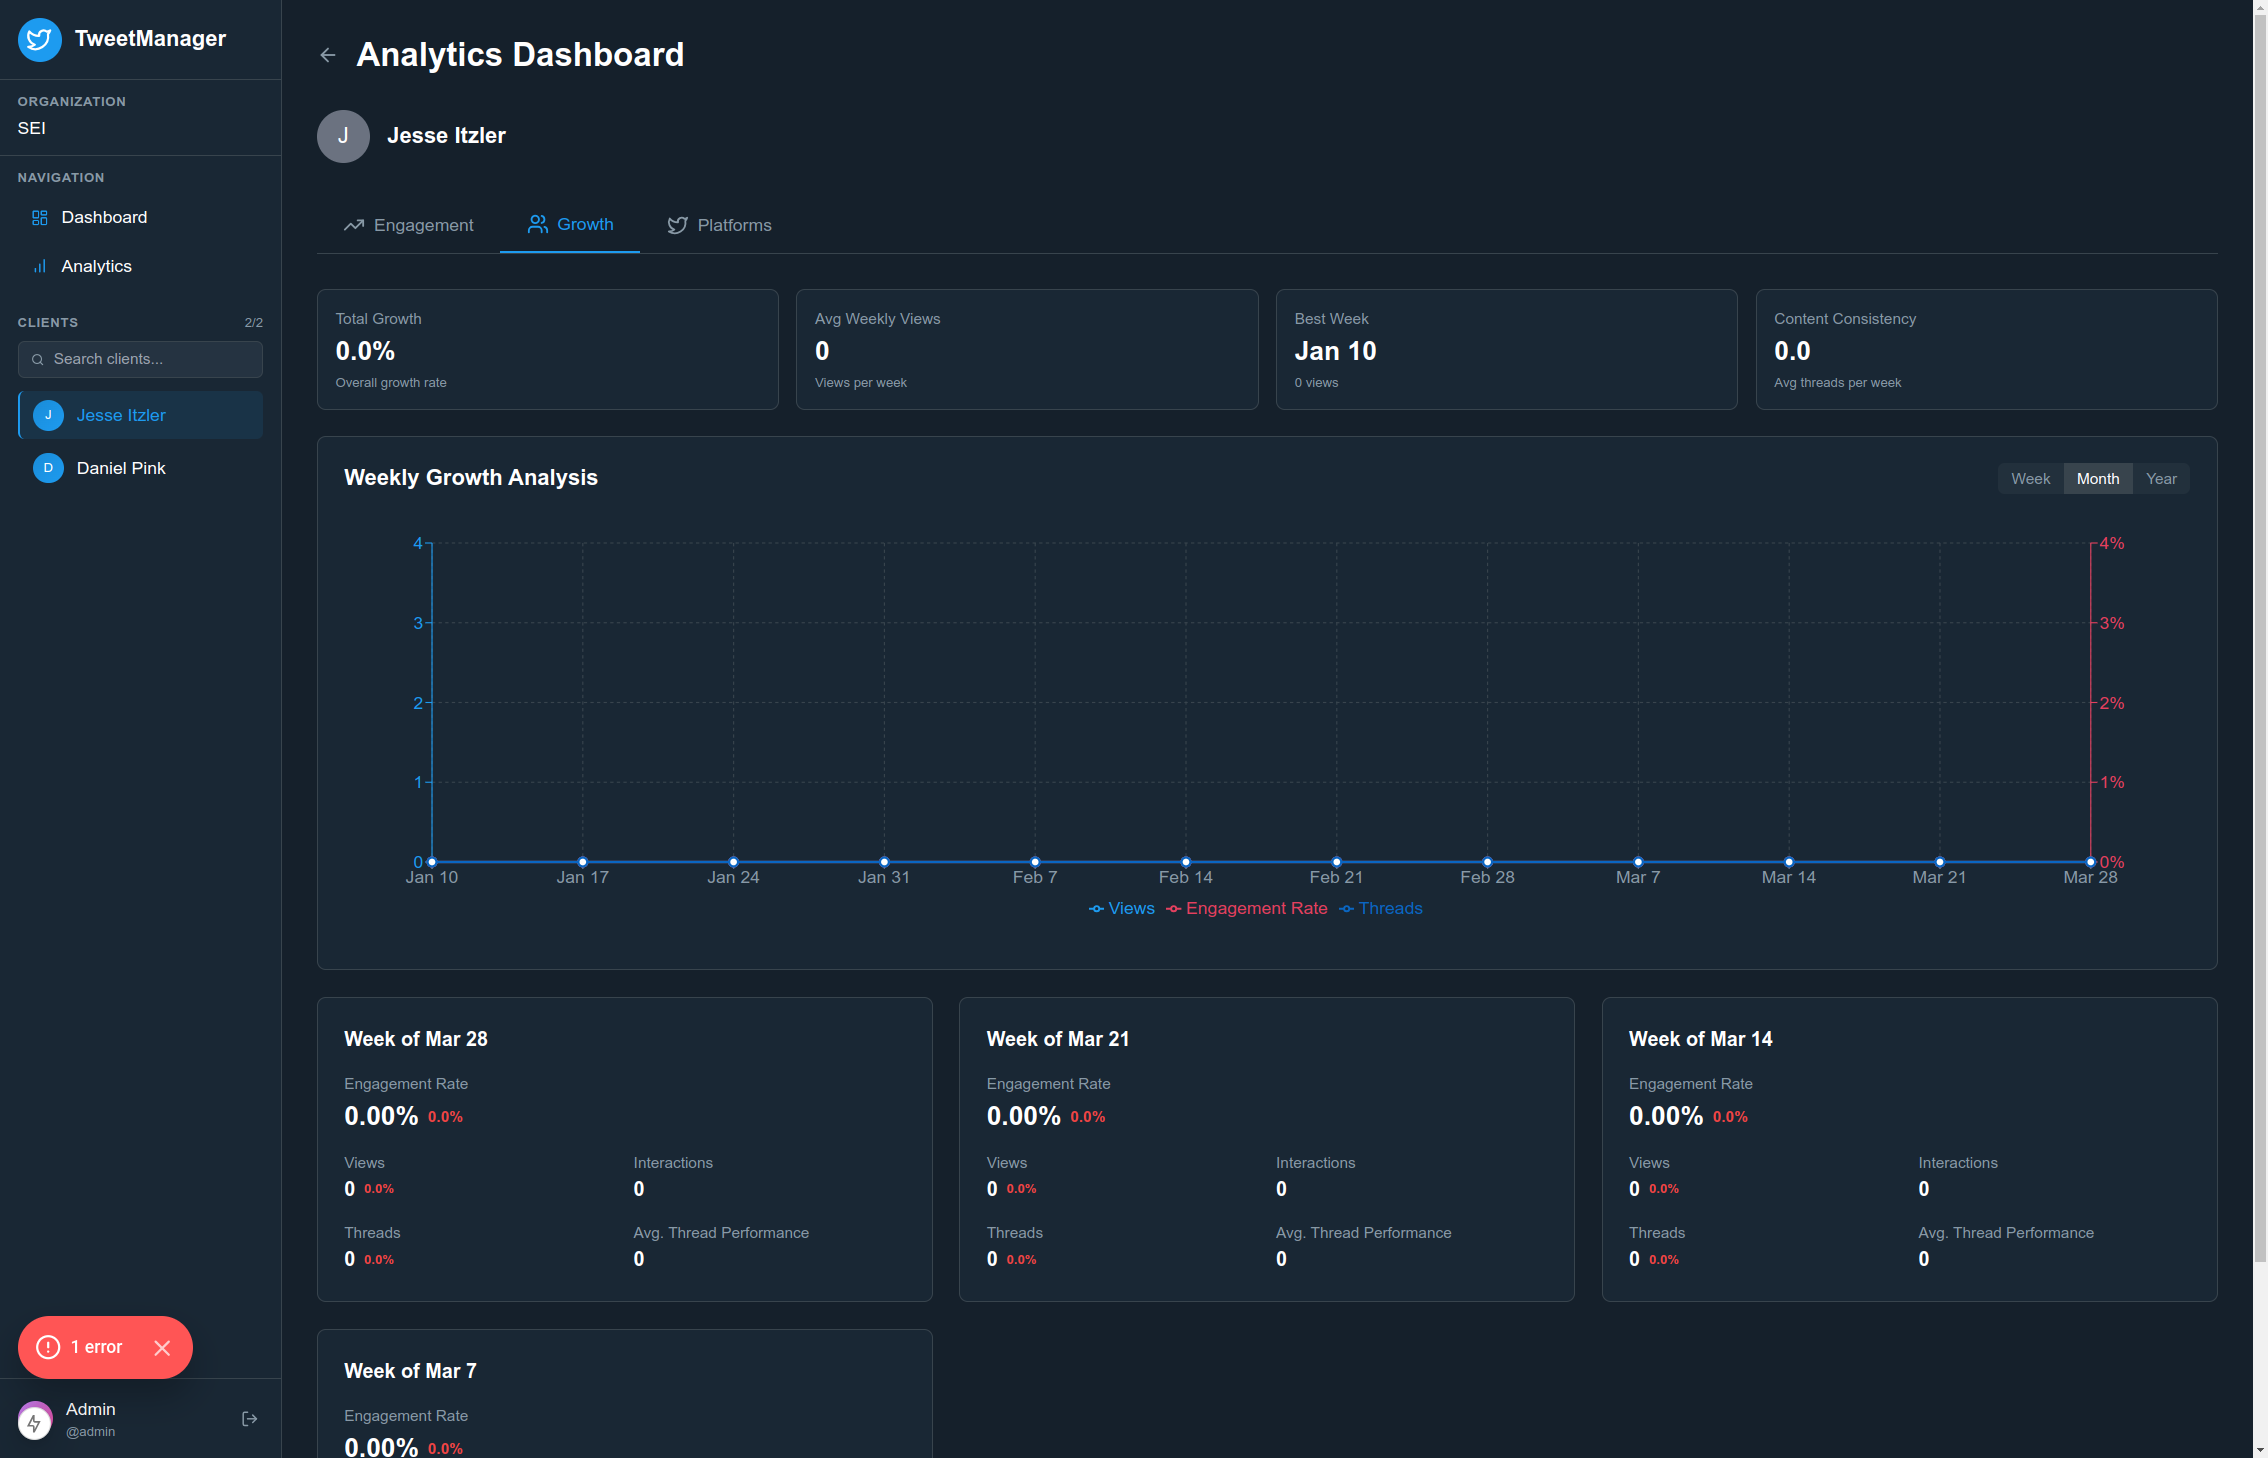 TweetManager
ORGANIZATION
SEI
NAVIGATION
Dashboard
Analytics
CLIENTS 2/2
Search clients...
J Jesse Itzler
D Daniel Pink
1 error
Admin
@admin
Analytics Dashboard
J Jesse Itzler
Engagement Growth Platforms
Total Growth
0.0%
Overall growth rate
Avg Weekly Views
0
Views per week
Best Week
Jan 10
0 views
Content Consistency
0.0
Avg threads per week
Weekly Growth Analysis
Week Month Year
4 4%
3 3%
2 2%
1 1%
0 0%
Jan 10 Jan 17 Jan 24 Jan 31 Feb 7 Feb 14 Feb 21 Feb 28 Mar 7 Mar 14 Mar 21 Mar 28
Views Engagement Rate Threads
Week of Mar 28
Engagement Rate
0.00% 0.0%
Views Interactions
0 0.0% 0
Threads Avg. Thread Performance
0 0.0% 0
Week of Mar 21
Engagement Rate
0.00% 0.0%
Views Interactions
0 0.0% 0
Threads Avg. Thread Performance
0 0.0% 0
Week of Mar 14
Engagement Rate
0.00% 0.0%
Views Interactions
0 0.0% 0
Threads Avg. Thread Performance
0 0.0% 0
Week of Mar 7
Engagement Rate
0.00% 0.0%